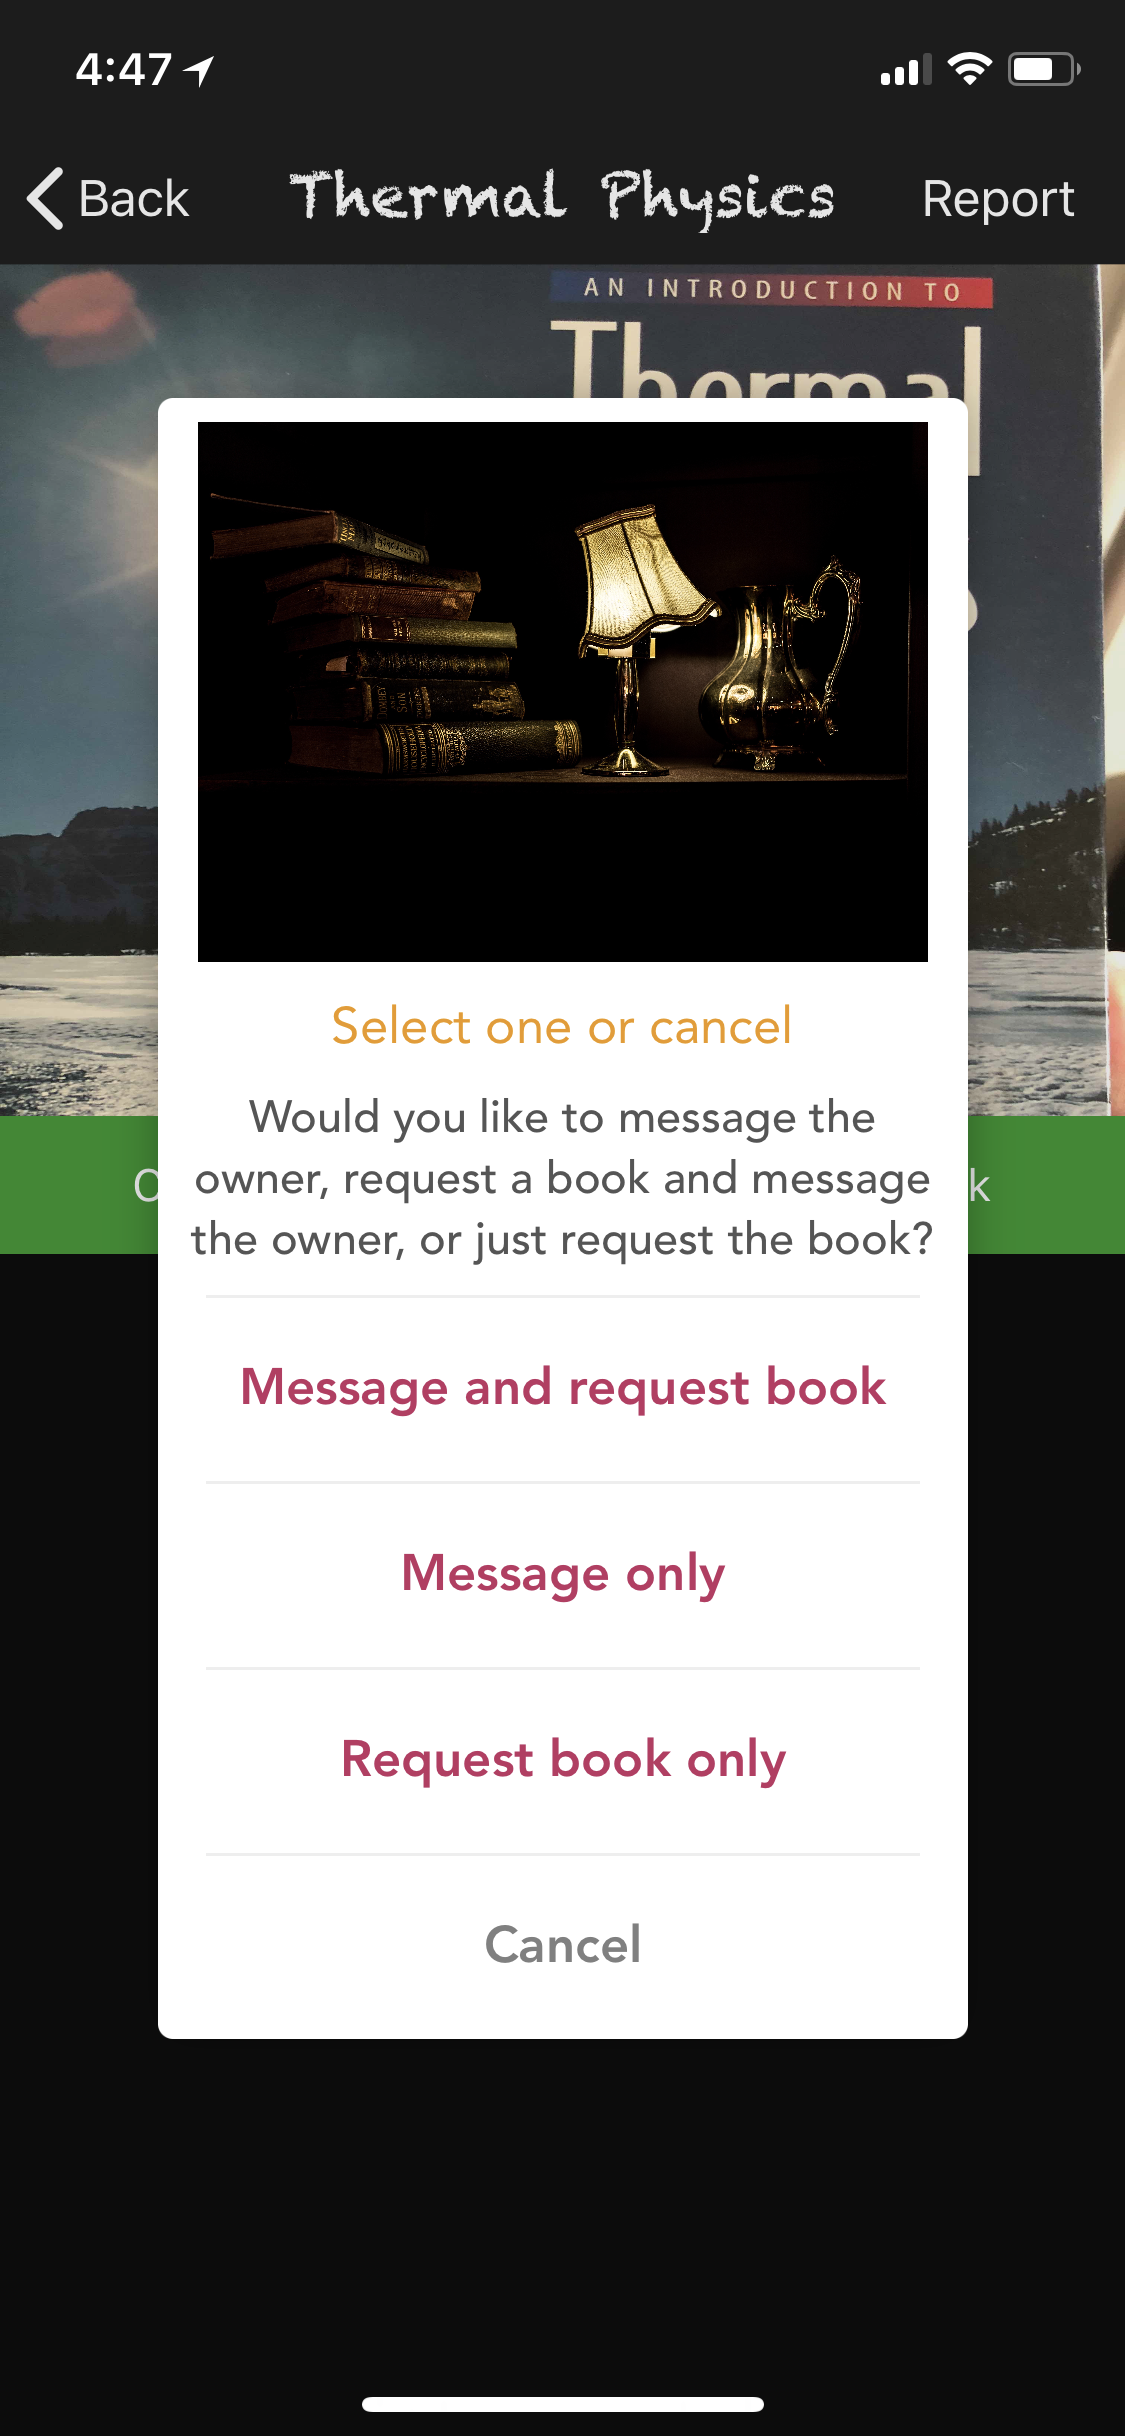 4:47
Back
Thermal Physics
Report
AN INTRODUCTION TO
Thermal
Select one or cancel
Would you like to message the
owner, request a book and message
the owner, or just request the book?
Message and request book
Message only
Request book only
Cancel